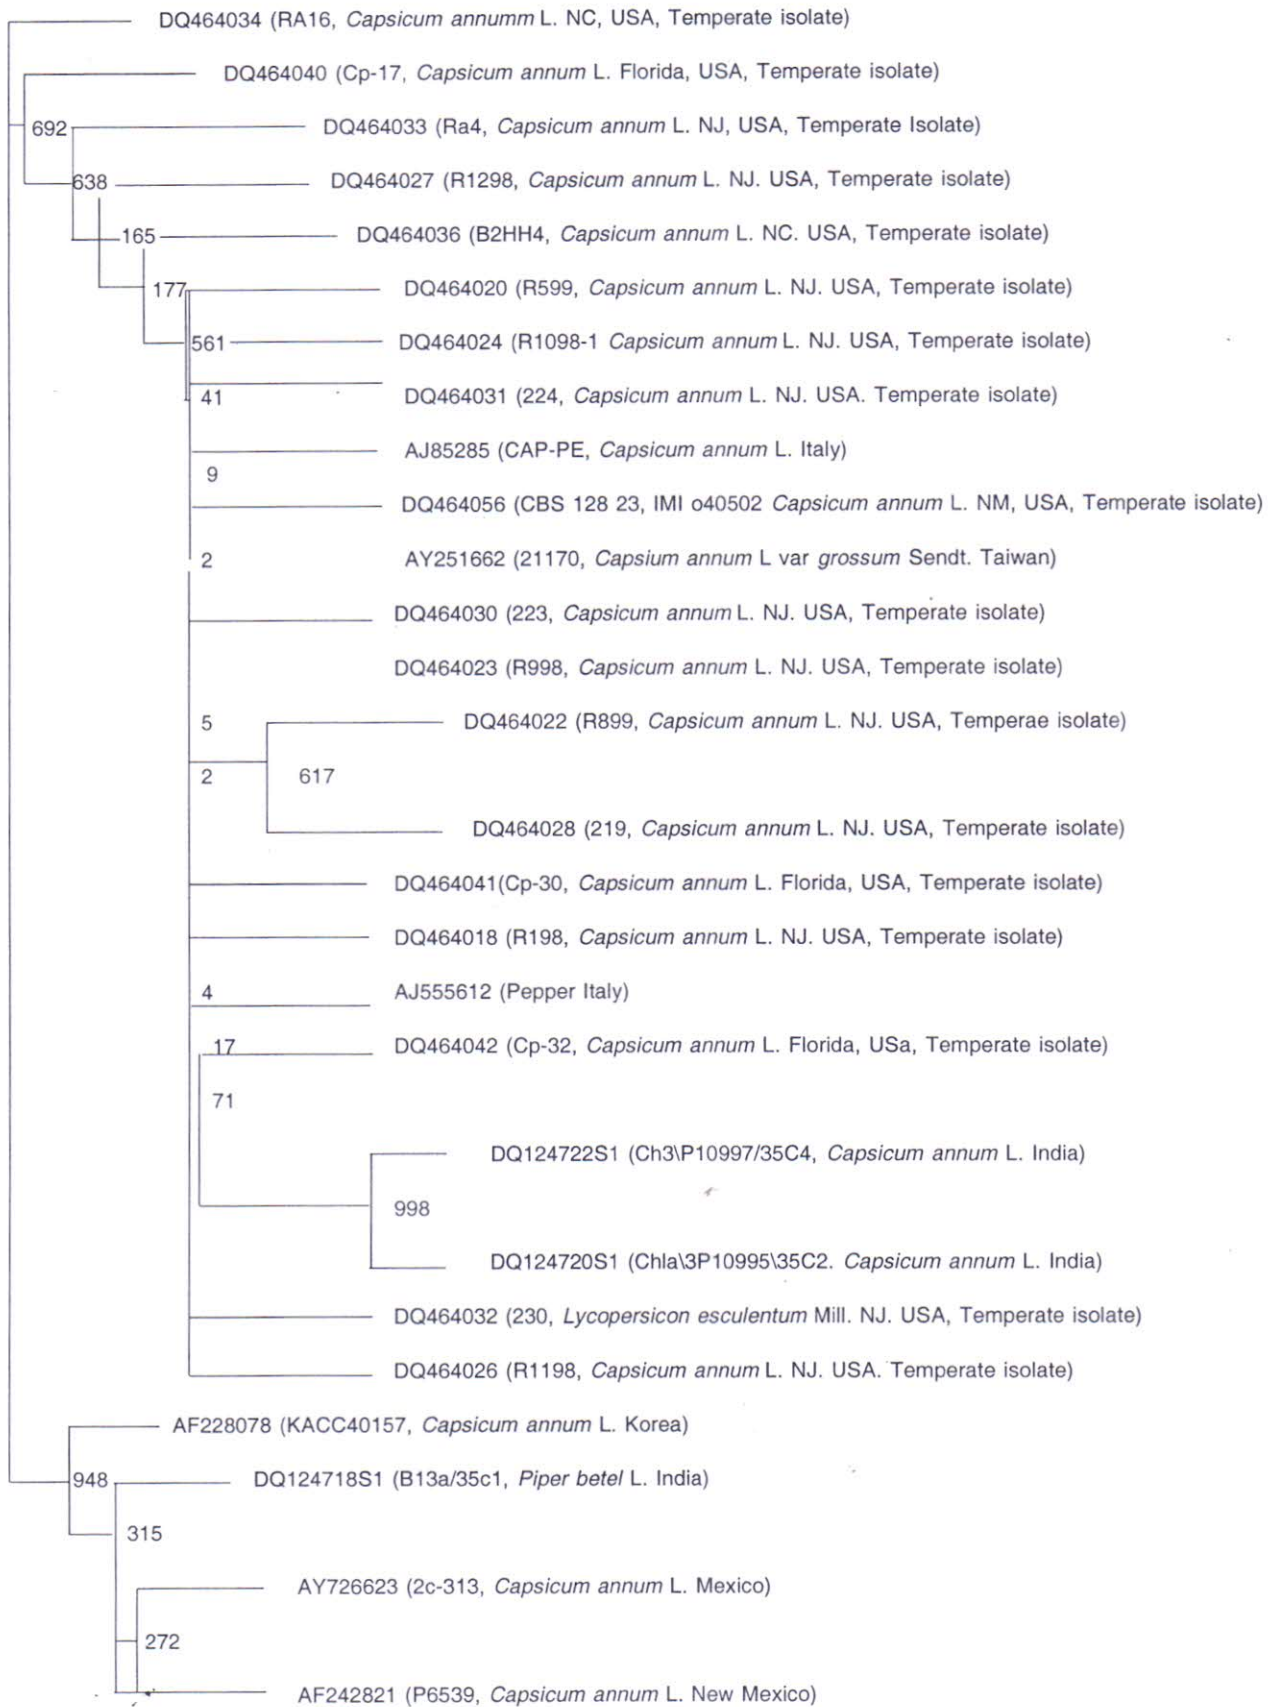 DQ464034 (RA16, Capsicum annumm L. NC, USA, Temperate isolate)
DQ464040 (Cp-17, Capsicum annum L. Florida, USA, Temperate isolate)
692
DQ464033 (Ra4, Capsicum annum L. NJ, USA, Temperate Isolate)
638
DQ464027 (R1298, Capsicum annum L. NJ. USA, Temperate isolate)
165
DQ464036 (B2HH4, Capsicum annum L. NC. USA, Temperate isolate)
177
DQ464020 (R599, Capsicum annum L. NJ. USA, Temperate isolate)
561
DQ464024 (R1098-1 Capsicum annum L. NJ. USA, Temperate isolate)
41
DQ464031 (224, Capsicum annum L. NJ. USA. Temperate isolate)
AJ85285 (CAP-PE, Capsicum annum L. Italy)
9
DQ464056 (CBS 128 23, IMI o40502 Capsicum annum L. NM, USA, Temperate isolate)
2
AY251662 (21170, Capsium annum L var grossum Sendt. Taiwan)
DQ464030 (223, Capsicum annum L. NJ. USA, Temperate isolate)
DQ464023 (R998, Capsicum annum L. NJ. USA, Temperate isolate)
5
DQ464022 (R899, Capsicum annum L. NJ. USA, Temperae isolate)
2
617
DQ464028 (219, Capsicum annum L. NJ. USA, Temperate isolate)
DQ464041(Cp-30, Capsicum annum L. Florida, USA, Temperate isolate)
DQ464018 (R198, Capsicum annum L. NJ. USA, Temperate isolate)
4
AJ555612 (Pepper Italy)
17
DQ464042 (Cp-32, Capsicum annum L. Florida, USa, Temperate isolate)
71
DQ124722S1 (Ch3\P10997/35C4, Capsicum annum L. India)
998
DQ124720S1 (Chla\3P10995\35C2. Capsicum annum L. India)
DQ464032 (230, Lycopersicon esculentum Mill. NJ. USA, Temperate isolate)
DQ464026 (R1198, Capsicum annum L. NJ. USA. Temperate isolate)
AF228078 (KACC40157, Capsicum annum L. Korea)
948
DQ124718S1 (B13a/35c1, Piper betel L. India)
315
AY726623 (2c-313, Capsicum annum L. Mexico)
272
AF242821 (P6539, Capsicum annum L. New Mexico)